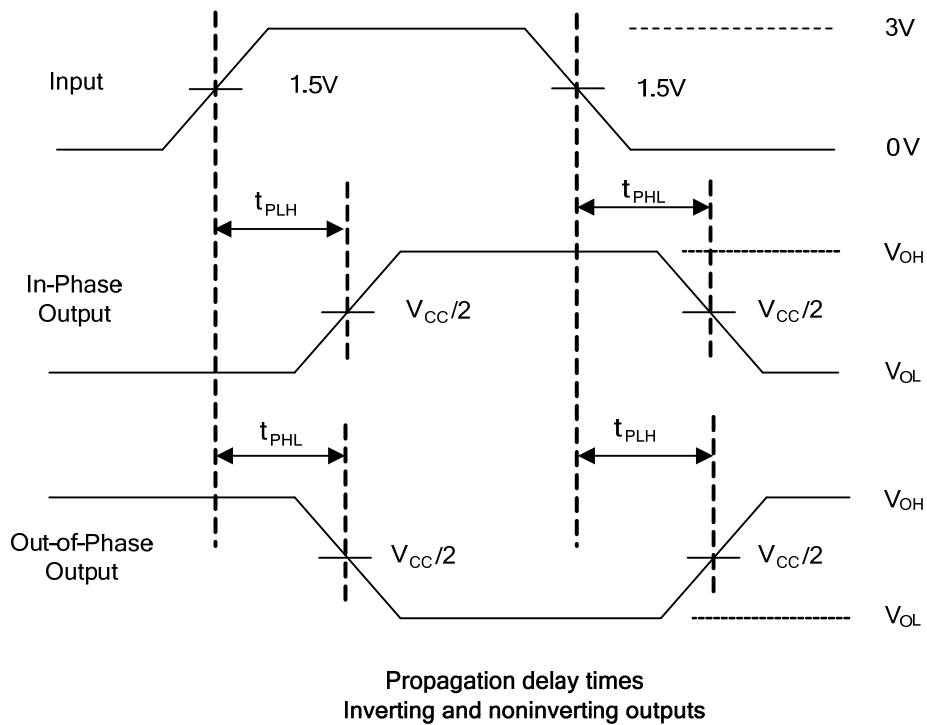 3V
Input
1.5V
1.5V
0V
tPLH
tPHL
VOH
In-Phase
Output
VCC/2
VCC/2
VOL
tPHL
tPLH
VOH
Out-of-Phase
Output
VCC/2
VCC/2
VOL
Propagation delay times
Inverting and noninverting outputs